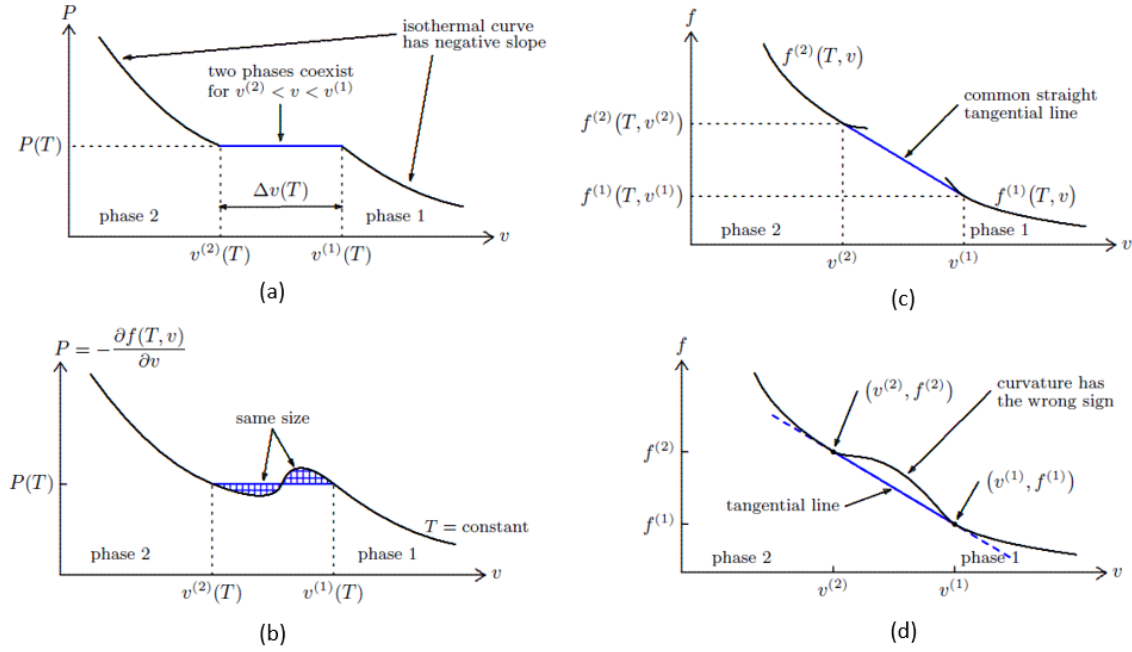 P
isothermal curve
has negative slope
two phases coexist
for v^(2) < v < v^(1)
P(T)
Δv(T)
phase 2
phase 1
v^(2)(T)
v^(1)(T)
v
(a)
f
f^(2)(T, v)
common straight
tangential line
f^(2)(T, v^(2))
f^(1)(T, v^(1))
f^(1)(T, v)
phase 2
phase 1
v^(2)
v^(1)
v
(c)
P = −∂f(T, v)/∂v
same size
P(T)
T = constant
phase 2
phase 1
v^(2)(T)
v^(1)(T)
v
(b)
f
(v^(2), f^(2))
curvature has
the wrong sign
f^(2)
(v^(1), f^(1))
tangential line
f^(1)
phase 2
phase 1
v^(2)
v^(1)
v
(d)